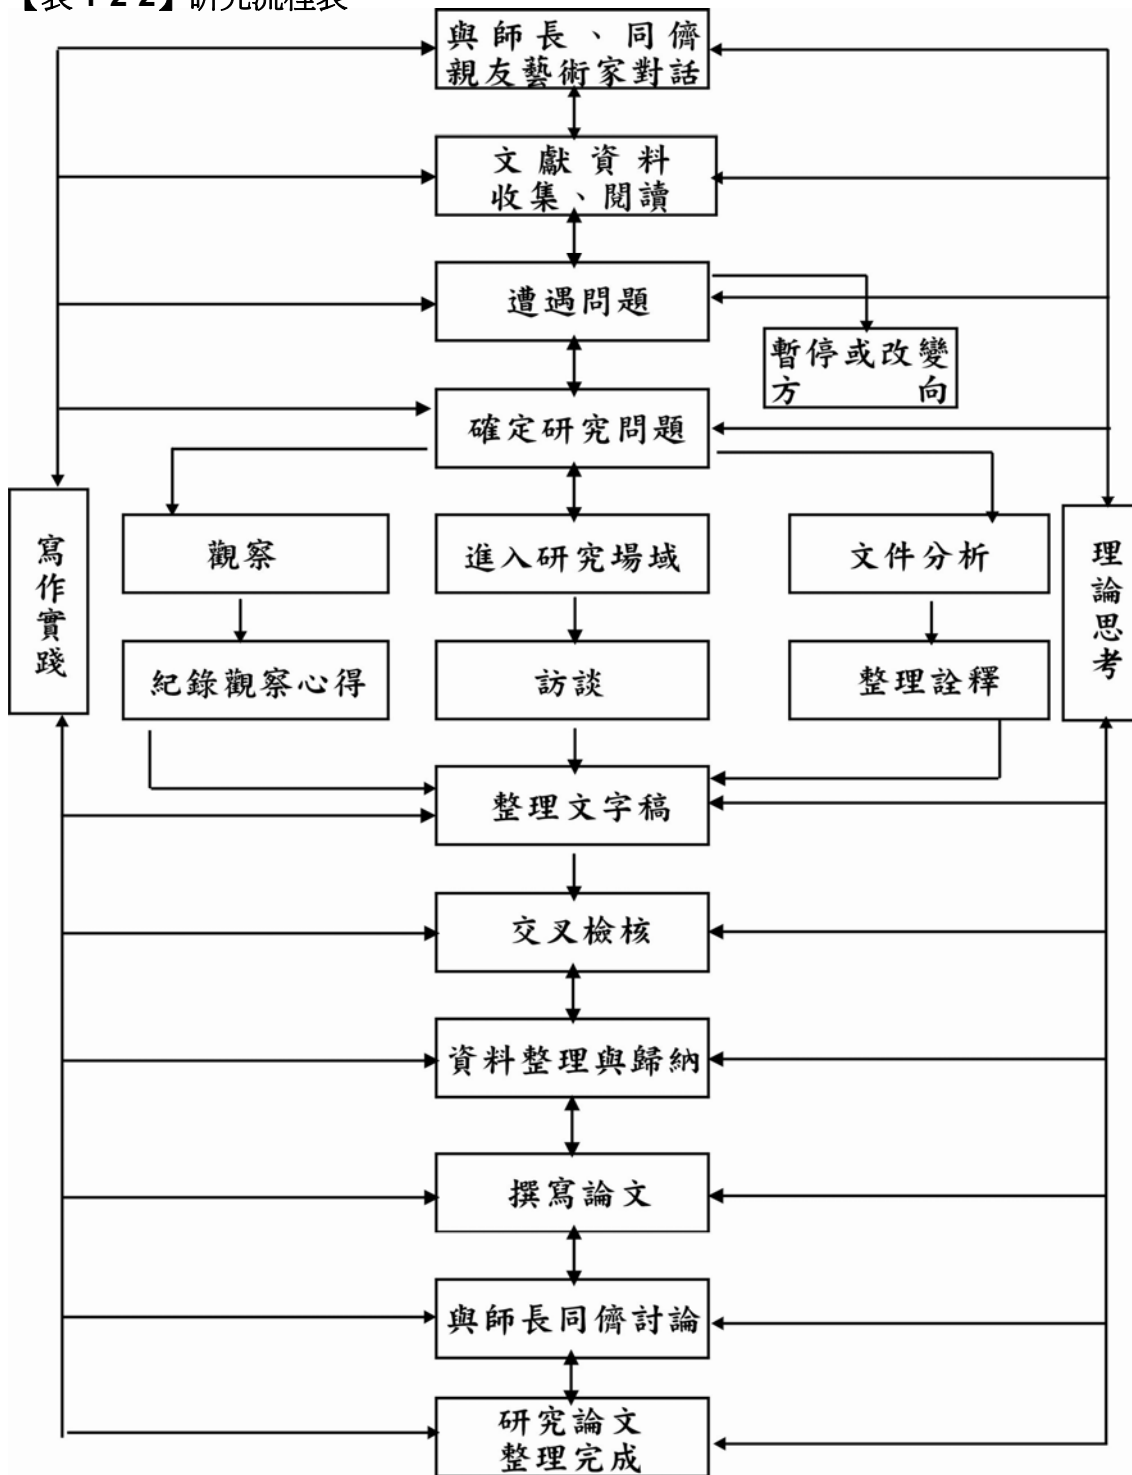 【表 1-2-2】研究流程表
與師長、同儕
親友藝術家對話
文獻資料
收集、閱讀
遭遇問題
暫停或改變
方向
確定研究問題
寫作實踐
觀察
進入研究場域
文件分析
理論思考
紀錄觀察心得
訪談
整理詮釋
整理文字稿
交叉檢核
資料整理與歸納
撰寫論文
與師長同儕討論
研究論文
整理完成